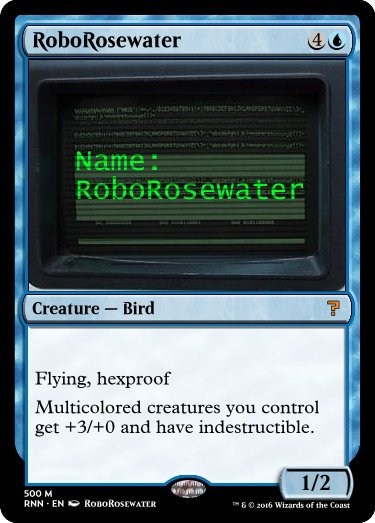 RoboRosewater 4
Name:
RoboRosewater
Creature — Bird ?
Flying, hexproof
Multicolored creatures you control
get +3/+0 and have indestructible.
1/2
500 M
RNN - EN RoboRosewater ™ & © 2016 Wizards of the Coast